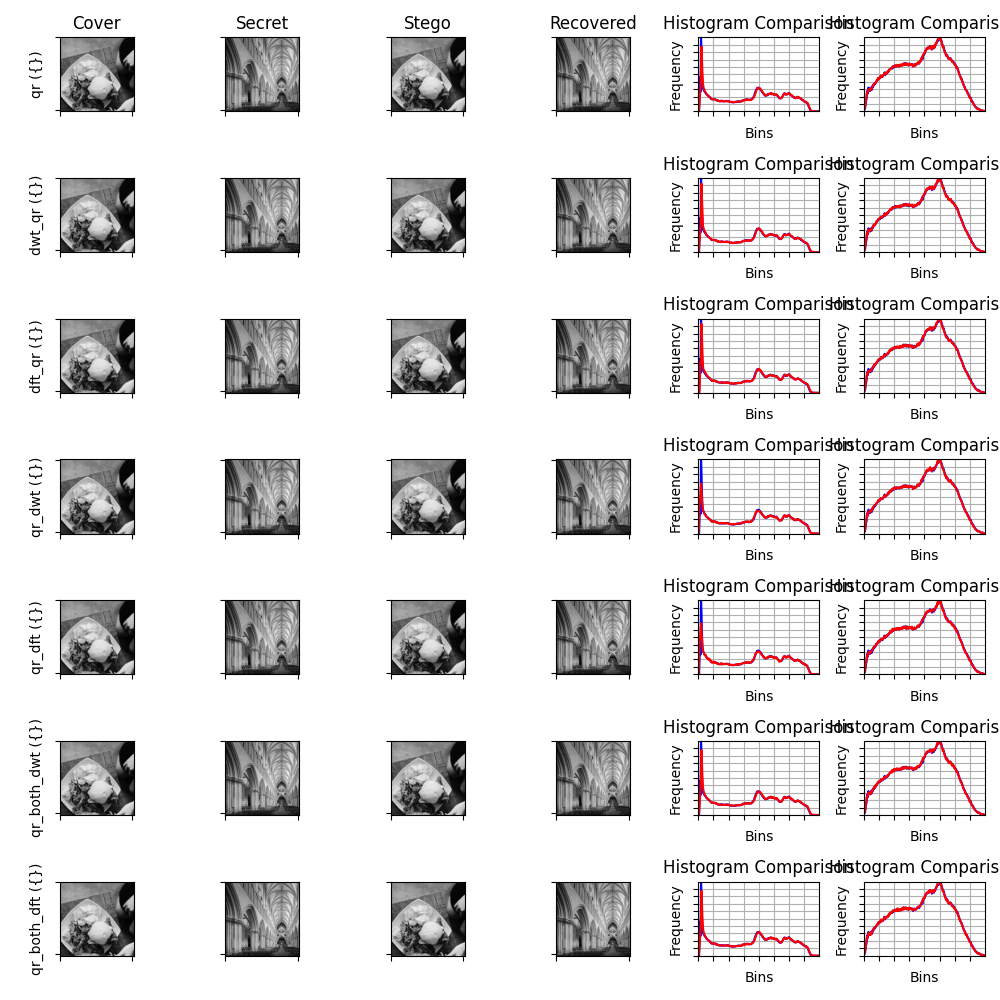 Cover Secret Stego Recovered Histogram Comparison Histogram Comparis
qr ({}) Frequency Frequency
Bins Bins
Histogram Comparison Histogram Comparis
dwt_qr ({}) Frequency Frequency
Bins Bins
Histogram Comparison Histogram Comparis
dft_qr ({}) Frequency Frequency
Bins Bins
Histogram Comparison Histogram Comparis
qr_dwt ({}) Frequency Frequency
Bins Bins
Histogram Comparison Histogram Comparis
qr_dft ({}) Frequency Frequency
Bins Bins
Histogram Comparison Histogram Comparis
qr_both_dwt ({}) Frequency Frequency
Bins Bins
Histogram Comparison Histogram Comparis
qr_both_dft ({}) Frequency Frequency
Bins Bins